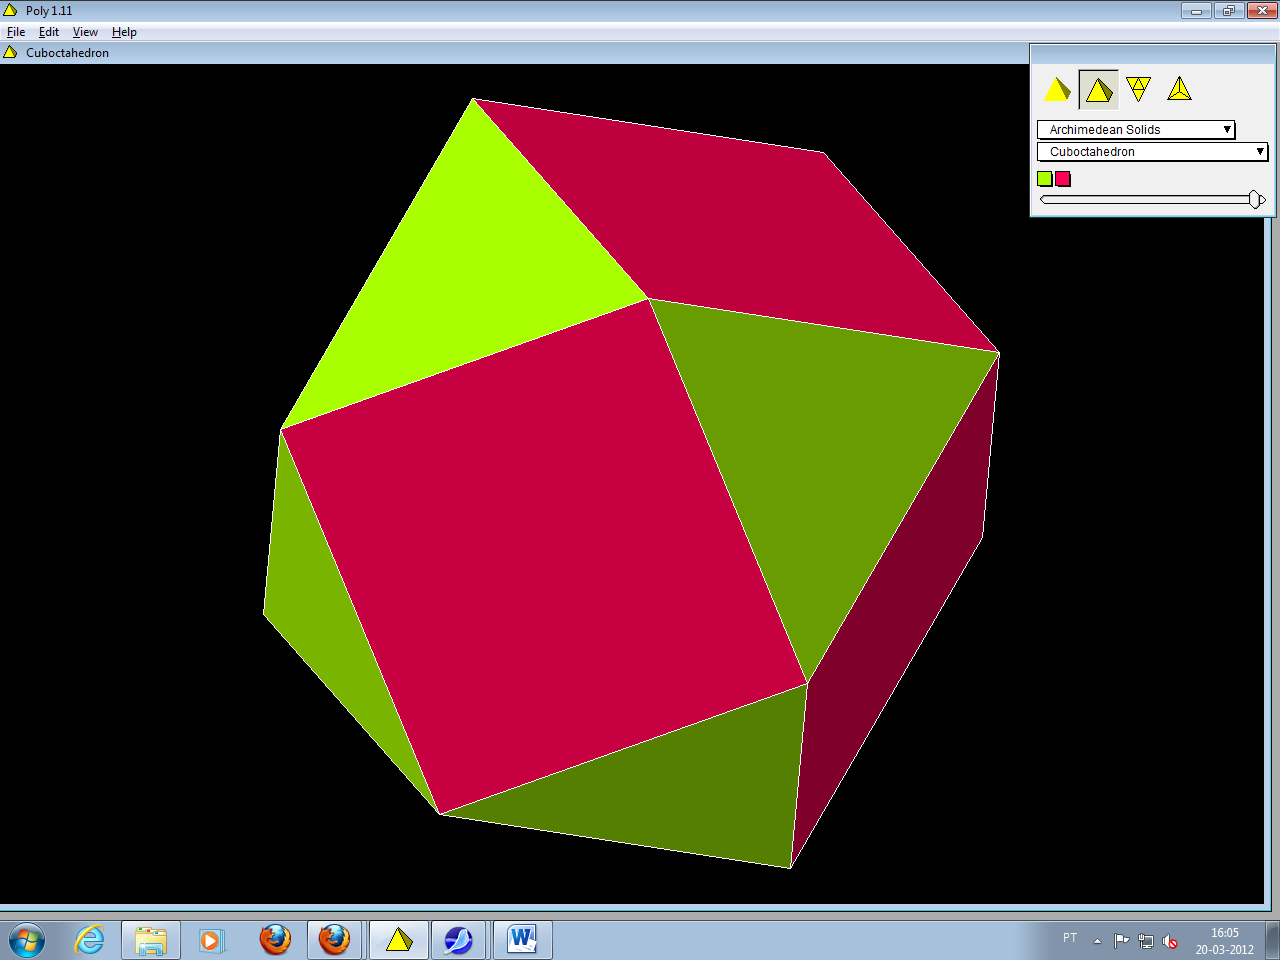 Poly 1.11
File Edit View Help
Cuboctahedron
Archimedean Solids
Cuboctahedron
PT
16:05
20-03-2012